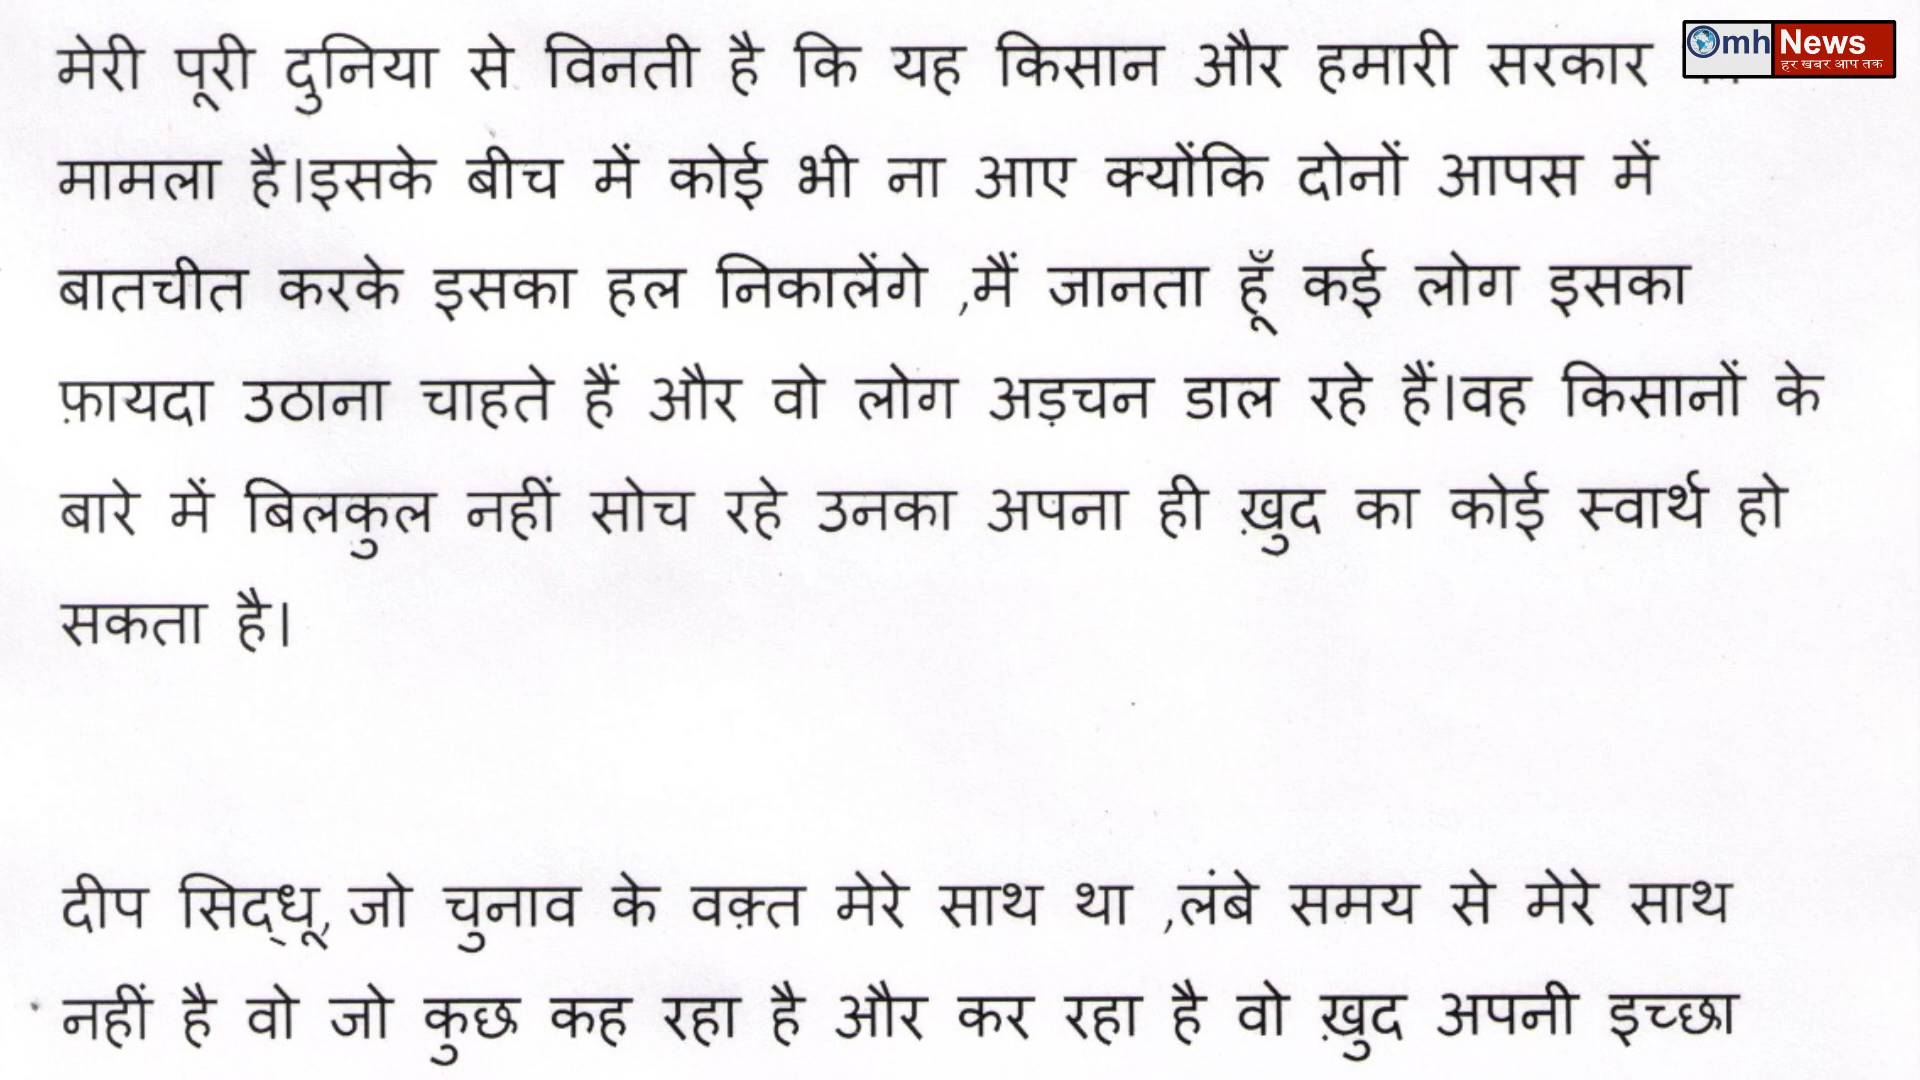 मेरी पूरी दुनिया से विनती है कि यह किसान और हमारी सरकार
mh News
हर खबर आप तक
मामला है।इसके बीच में कोई भी ना आए क्योंकि दोनों आपस में
बातचीत करके इसका हल निकालेंगे ,मैं जानता हूँ कई लोग इसका
फ़ायदा उठाना चाहते हैं और वो लोग अड़चन डाल रहे हैं।वह किसानों के
बारे में बिलकुल नहीं सोच रहे उनका अपना ही ख़ुद का कोई स्वार्थ हो
सकता है।
दीप सिद्धू, जो चुनाव के वक़्त मेरे साथ था ,लंबे समय से मेरे साथ
नहीं है वो जो कुछ कह रहा है और कर रहा है वो ख़ुद अपनी इच्छा